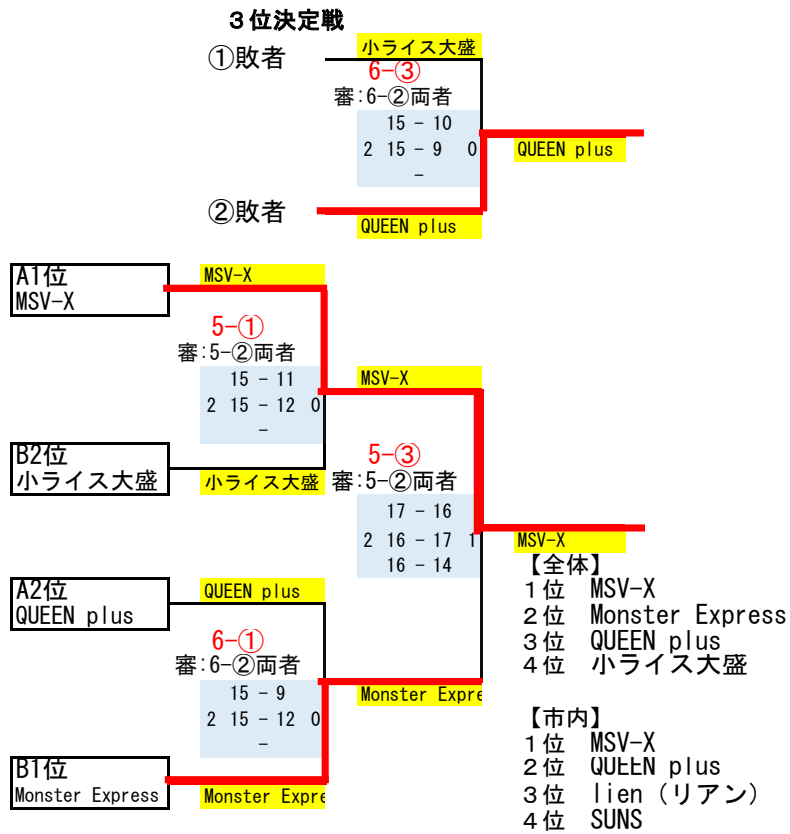 ３位決定戦
①敗者
小ライス大盛
6-③
審:6-②両者
15 - 10
2 15 - 9 0
-
QUEEN plus
②敗者
QUEEN plus
A1位
MSV-X
MSV-X
5-①
審:5-②両者
15 - 11
2 15 - 12 0
-
MSV-X
B2位
小ライス大盛
小ライス大盛
5-③
審:5-②両者
17 - 16
2 16 - 17 1
16 - 14
MSV-X
A2位
QUEEN plus
QUEEN plus
6-①
審:6-②両者
15 - 9
2 15 - 12 0
-
Monster Expre
B1位
Monster Express
Monster Expre
【全体】
１位 MSV-X
２位 Monster Express
３位 QUEEN plus
４位 小ライス大盛
【市内】
１位 MSV-X
２位 QUEEN plus
３位 lien（リアン）
４位 SUNS